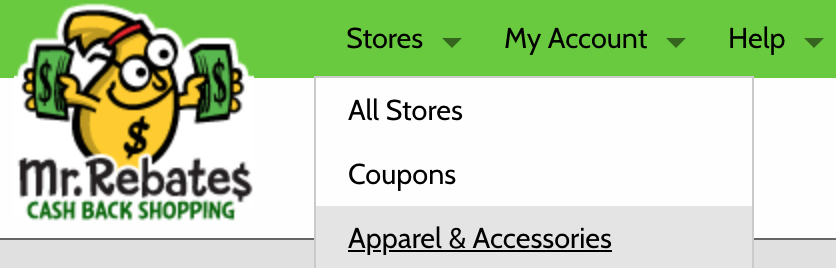 Stores My Account Help
$ $
$
Mr. Rebate$
CASH BACK SHOPPING
All Stores
Coupons
Apparel & Accessories